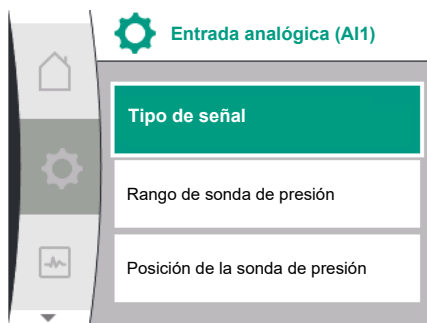 Entrada analógica (AI1)
Tipo de señal
Rango de sonda de presión
Posición de la sonda de presión